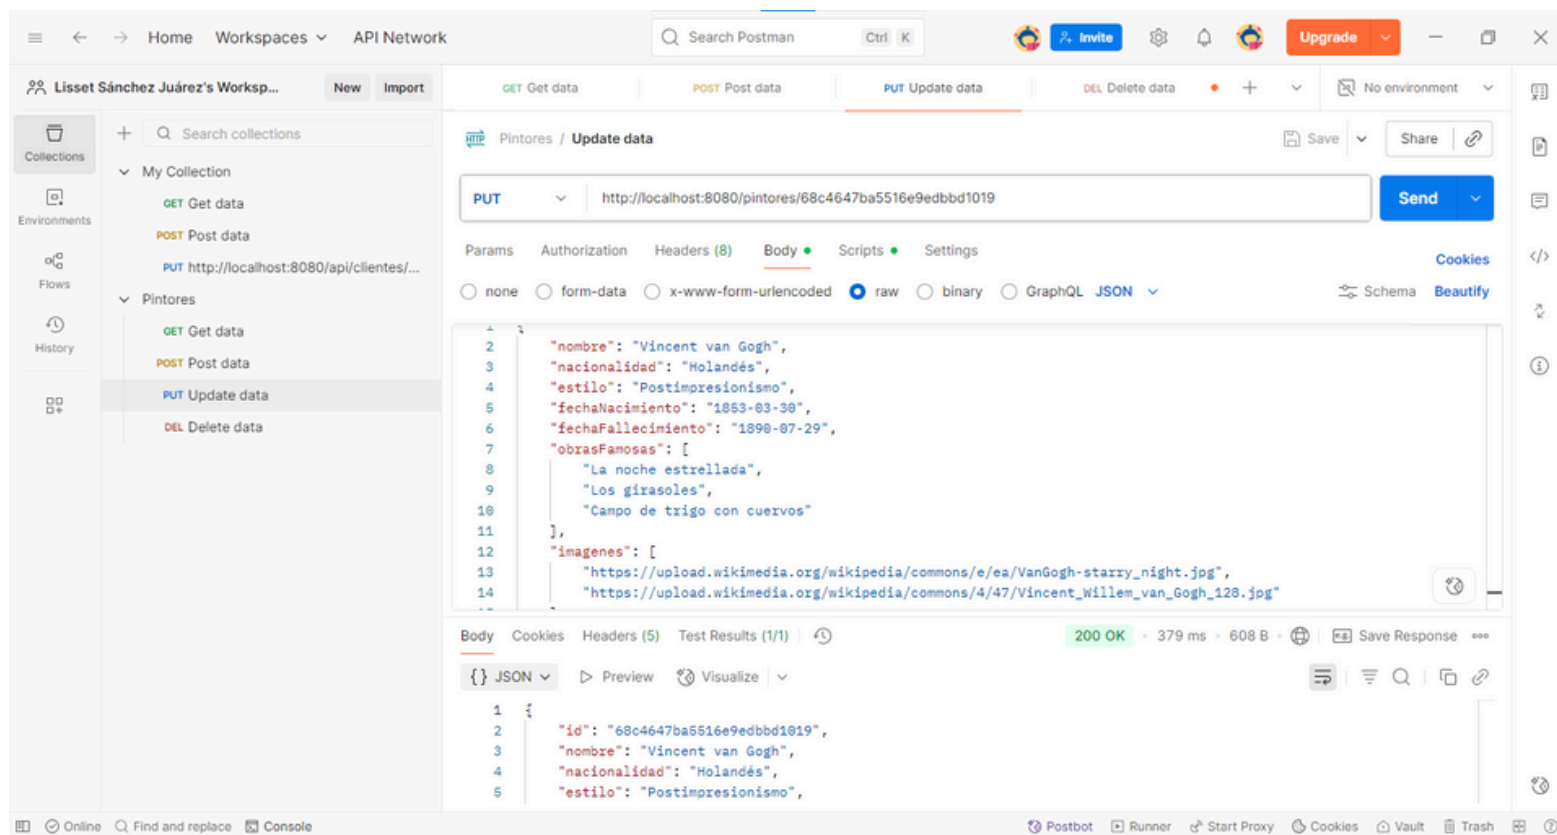 Home Workspaces API Network Search Postman Ctrl K Invite Upgrade
Lisset Sánchez Juárez's Worksp... New Import
GET Get data POST Post data PUT Update data DEL Delete data No environment
Collections
Environments
Flows
History
Search collections
My Collection
GET Get data
POST Post data
PUT http://localhost:8080/api/clientes/...
Pintores
GET Get data
POST Post data
PUT Update data
DEL Delete data
HTTP Pintores / Update data Save Share
PUT http://localhost:8080/pintores/68c4647ba5516e9edbbd1019 Send
Params Authorization Headers (8) Body Scripts Settings Cookies
none form-data x-www-form-urlencoded raw binary GraphQL JSON Schema Beautify
1 {
2 "nombre": "Vincent van Gogh",
3 "nacionalidad": "Holandés",
4 "estilo": "Postimpresionismo",
5 "fechaNacimiento": "1853-03-30",
6 "fechaFallecimiento": "1890-07-29",
7 "obrasFamosas": [
8 "La noche estrellada",
9 "Los girasoles",
10 "Campo de trigo con cuervos"
11 ],
12 "imagenes": [
13 "https://upload.wikimedia.org/wikipedia/commons/e/ea/VanGogh-starry_night.jpg",
14 "https://upload.wikimedia.org/wikipedia/commons/4/47/Vincent_Willem_van_Gogh_128.jpg"
Body Cookies Headers (5) Test Results (1/1) 200 OK 379 ms 608 B e.g. Save Response
{} JSON Preview Visualize
1 {
2 "id": "68c4647ba5516e9edbbd1019",
3 "nombre": "Vincent van Gogh",
4 "nacionalidad": "Holandés",
5 "estilo": "Postimpresionismo",
Online Find and replace Console Postbot Runner Start Proxy Cookies Vault Trash